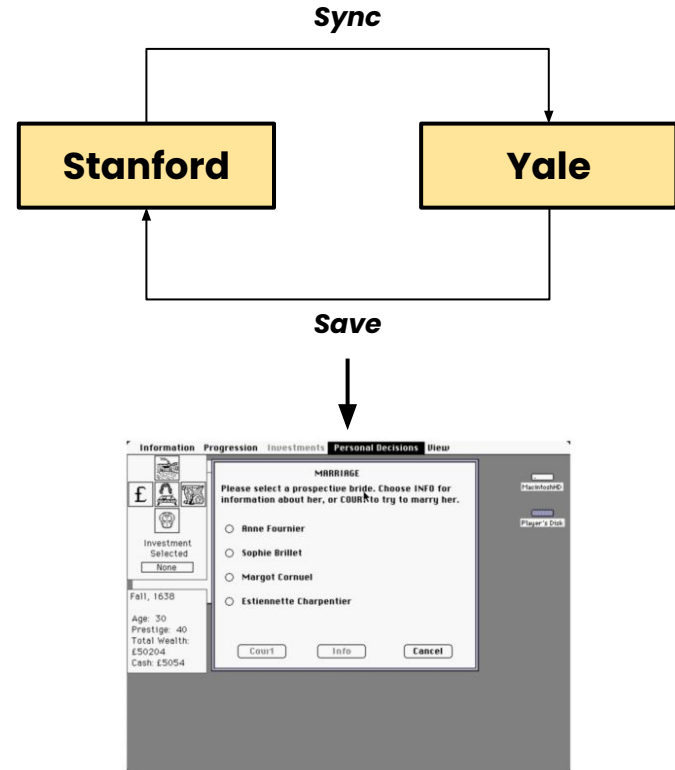 Sync
Stanford
Yale
Save
Information Progression Investments Personal Decisions View
MARRIAGE
Please select a prospective bride. Choose INFO for
information about her, or COURT to try to marry her.
Anne Fournier
Sophie Brillet
Margot Cornuel
Estiennette Charpentier
Court Info Cancel
£
Investment
Selected
None
Fall, 1638
Age: 30
Prestige: 40
Total Wealth:
£50204
Cash: £5054
MacintoshHD
Player's Disk